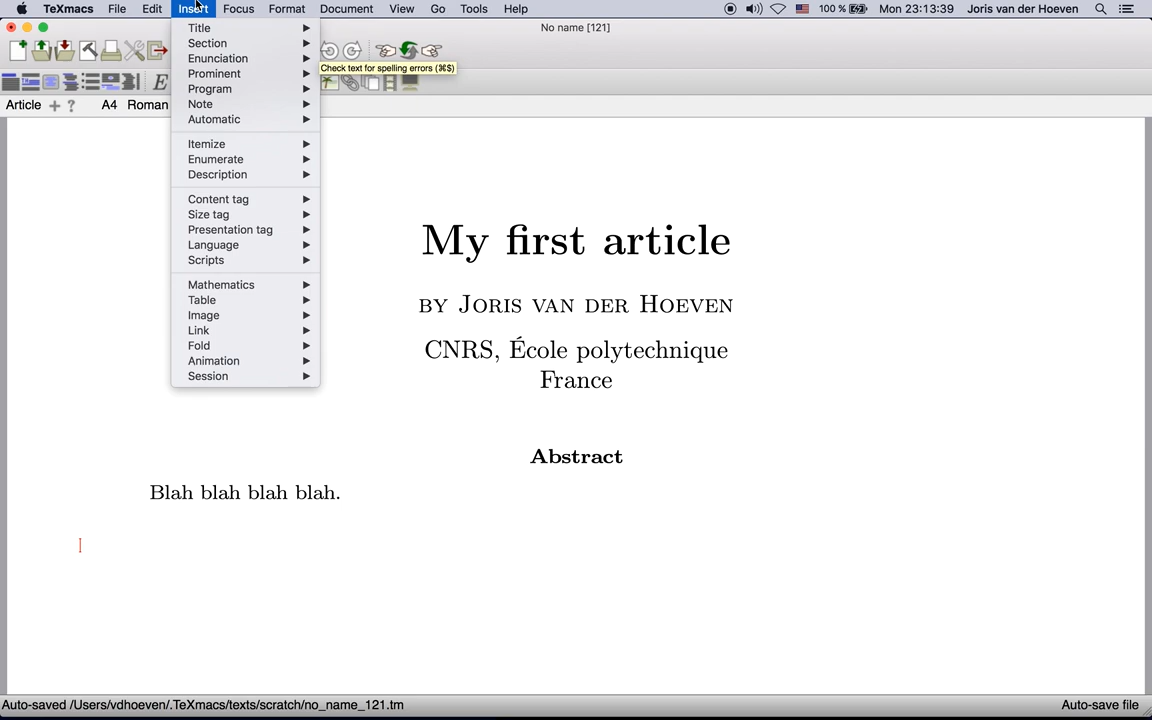 TeXmacs File Edit Insert Focus Format Document View Go Tools Help 100 % Mon 23:13:39 Joris van der Hoeven
No name [121]
Check text for spelling errors (⌘$)
E
Article + ? A4 Roman
Title
Section
Enunciation
Prominent
Program
Note
Automatic
Itemize
Enumerate
Description
Content tag
Size tag
Presentation tag
Language
Scripts
Mathematics
Table
Image
Link
Fold
Animation
Session
My first article
BY JORIS VAN DER HOEVEN
CNRS, École polytechnique
France
Abstract
Blah blah blah blah.
Auto-saved /Users/vdhoeven/.TeXmacs/texts/scratch/no_name_121.tm Auto-save file